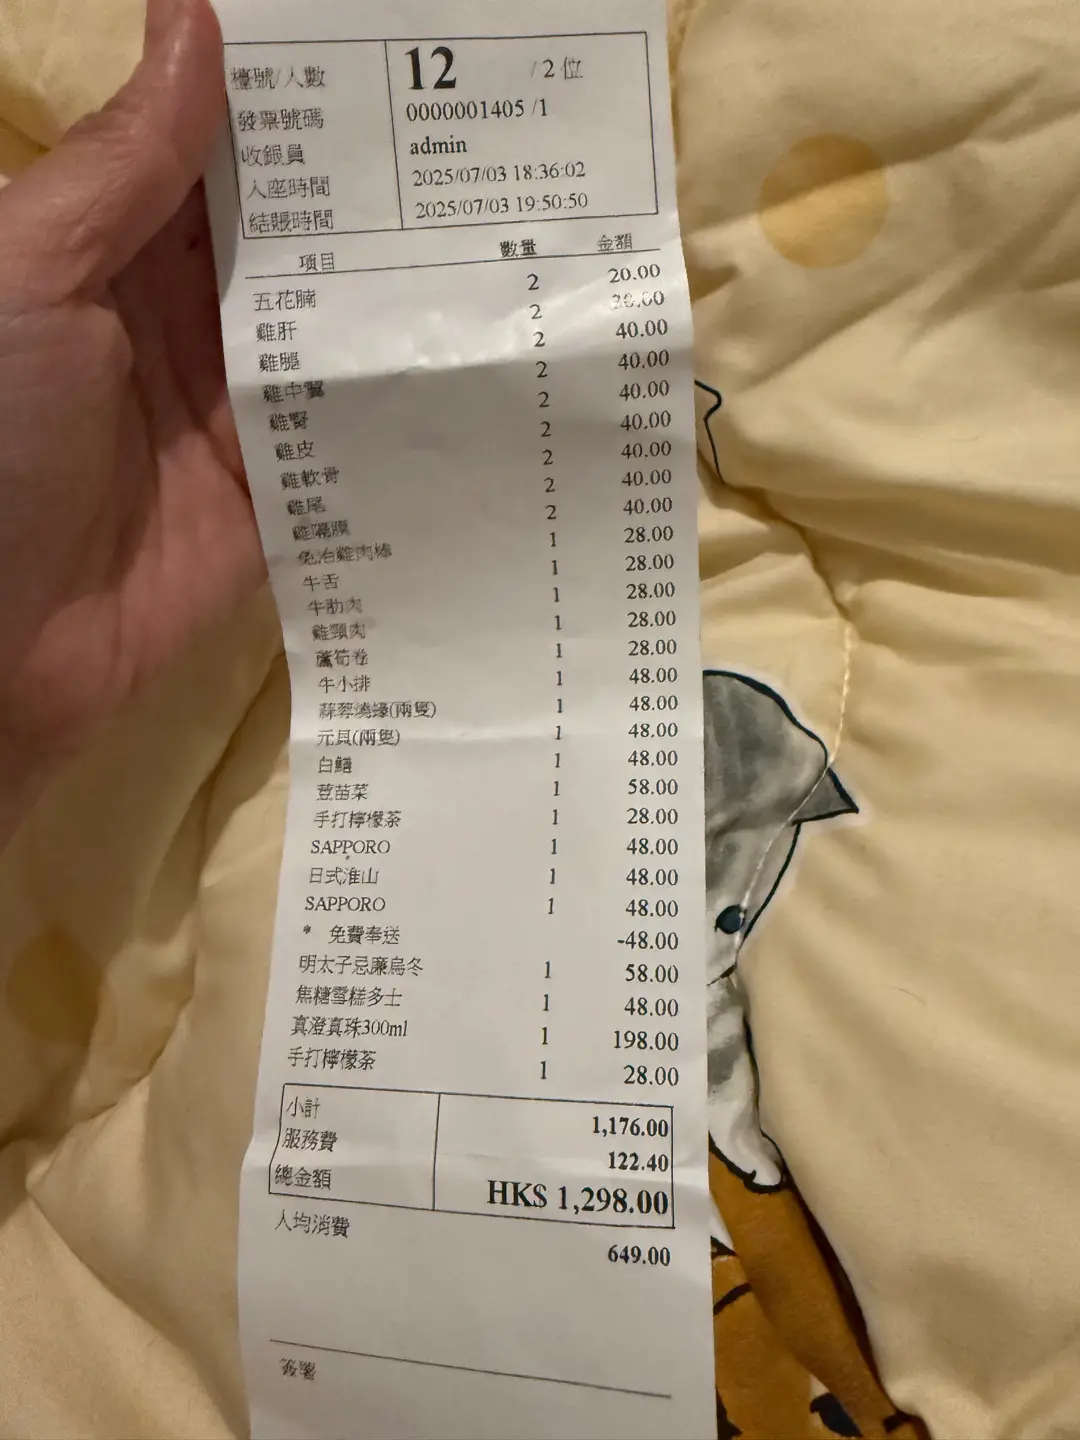 檯號/人數 12 /2 位
發票號碼 0000001405 /1
收銀員 admin
入座時間 2025/07/03 18:36:02
結賬時間 2025/07/03 19:50:50
項目 數量 金額
五花腩 2 20.00
雞肝 2 20.00
雞腿 2 40.00
雞中翼 2 40.00
雞腎 2 40.00
雞皮 2 40.00
雞軟骨 2 40.00
雞尾 2 40.00
雞隔膜 2 40.00
免治雞肉棒 1 28.00
牛舌 1 28.00
牛肋肉 1 28.00
雞頸肉 1 28.00
蘆筍卷 1 28.00
牛小排 1 48.00
蒜蓉燒蠔(兩隻) 1 48.00
元貝(兩隻) 1 48.00
白鱔 1 48.00
荳苗菜 1 58.00
手打檸檬茶 1 28.00
SAPPORO 1 48.00
日式淮山 1 48.00
SAPPORO 1 48.00
* 免費奉送 -48.00
明太子忌廉烏冬 1 58.00
焦糖雪糕多士 1 48.00
真澄真珠300ml 1 198.00
手打檸檬茶 1 28.00
小計 1,176.00
服務費 122.40
總金額 HK$ 1,298.00
人均消費 649.00
簽署